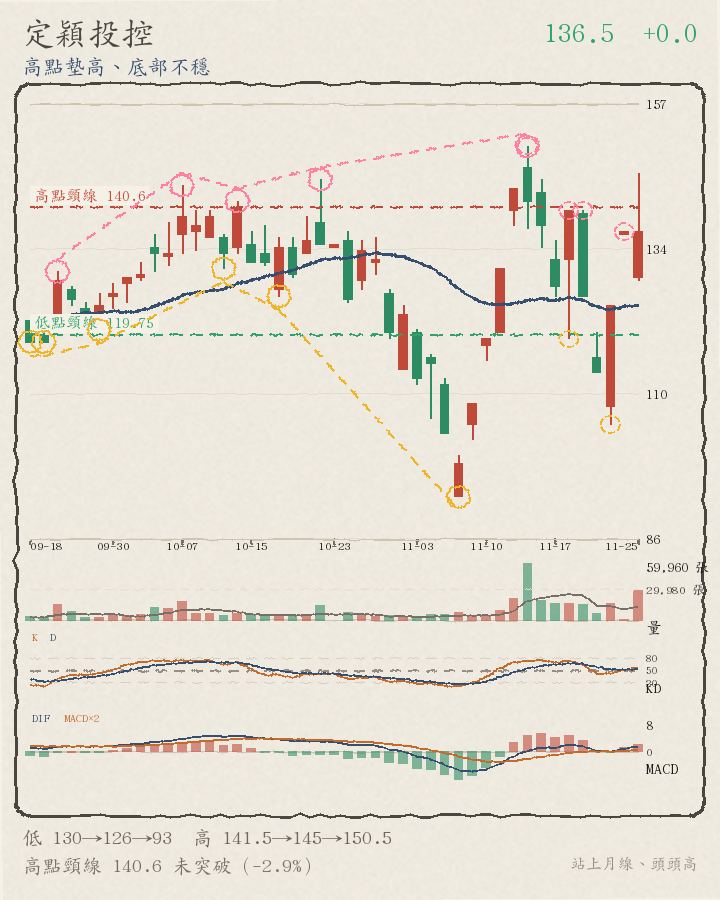 定穎投控
136.5 +0.0
高點墊高、底部不穩
157
高點頸線 140.6
134
低點頸線 119.75
110
86
09-18 09-30 10-07 10-15 10-23 11-03 11-10 11-17 11-25
59,960 張
29,980 張
量
K D
80
50
20
KD
DIF MACD×2
8
0
MACD
低 130→126→93 高 141.5→145→150.5
高點頸線 140.6 未突破 (-2.9%)
站上月線、頭頭高